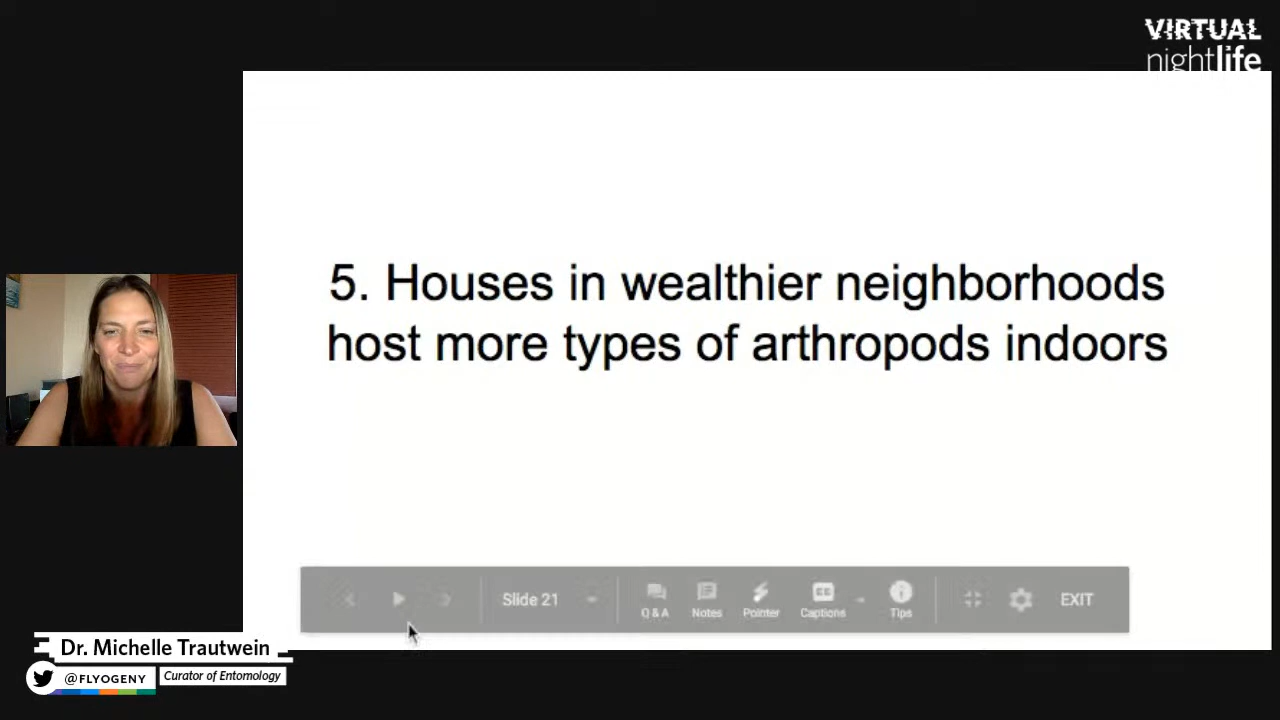 VIRTUAL
nightlife
5. Houses in wealthier neighborhoods
host more types of arthropods indoors
Slide 21
Q & A
Notes
Pointer
CC
Captions
Tips
EXIT
Dr. Michelle Trautwein
@FLYOGENY
Curator of Entomology